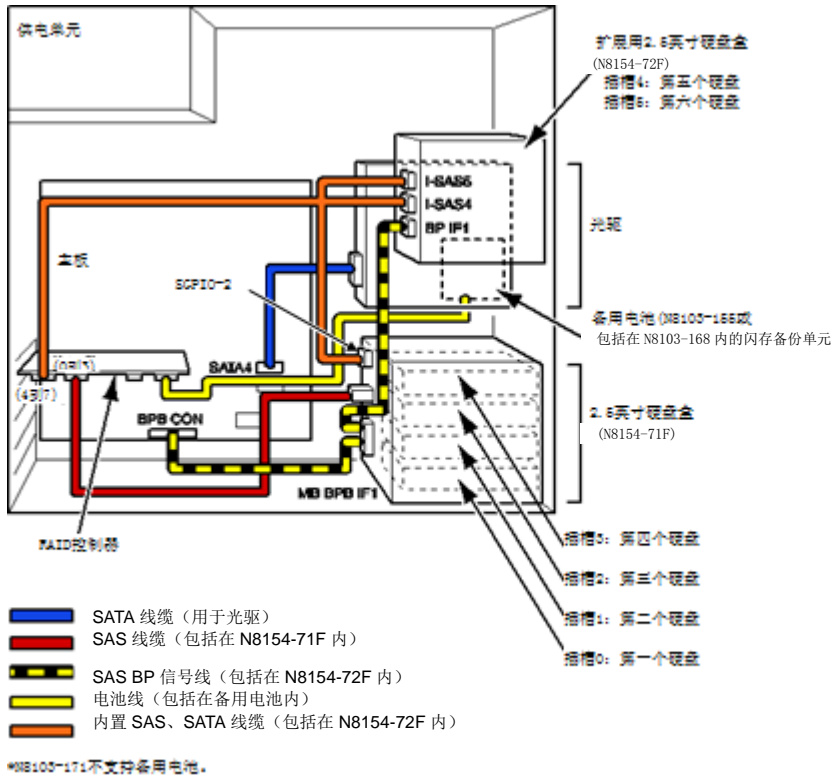 供电单元
扩展用2.5英寸硬盘盒
(N8154-72F)
插槽4: 第五个硬盘
插槽5: 第六个硬盘
I-SAS5
I-SAS4
BP IF1
光驱
主板
SGPIO-2
备用电池(N8103-155或
包括在 N8103-168 内的闪存备份单元
(0到3)
(4到7)
SATA4
BPB CON
2.5英寸硬盘盒
(N8154-71F)
MB BPB IF1
RAID控制器
插槽3: 第四个硬盘
插槽2: 第三个硬盘
插槽1: 第二个硬盘
插槽0: 第一个硬盘
SATA 线缆（用于光驱）
SAS 线缆（包括在 N8154-71F 内）
SAS BP 信号线（包括在 N8154-72F 内）
电池线（包括在备用电池内）
内置 SAS、SATA 线缆（包括在 N8154-72F 内）
*N8103-171不支持备用电池。